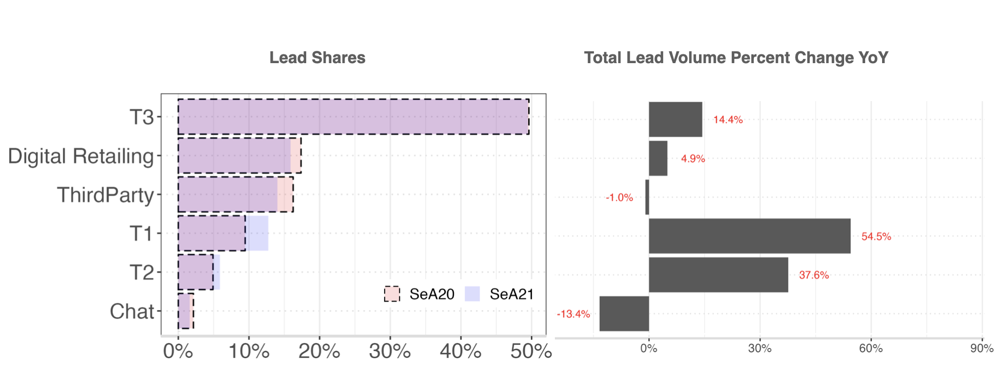 Lead Shares
Total Lead Volume Percent Change YoY
T3
Digital Retailing
ThirdParty
T1
T2
Chat
SeA20
SeA21
0%
10%
20%
30%
40%
50%
14.4%
4.9%
-1.0%
54.5%
37.6%
-13.4%
0%
30%
60%
90%